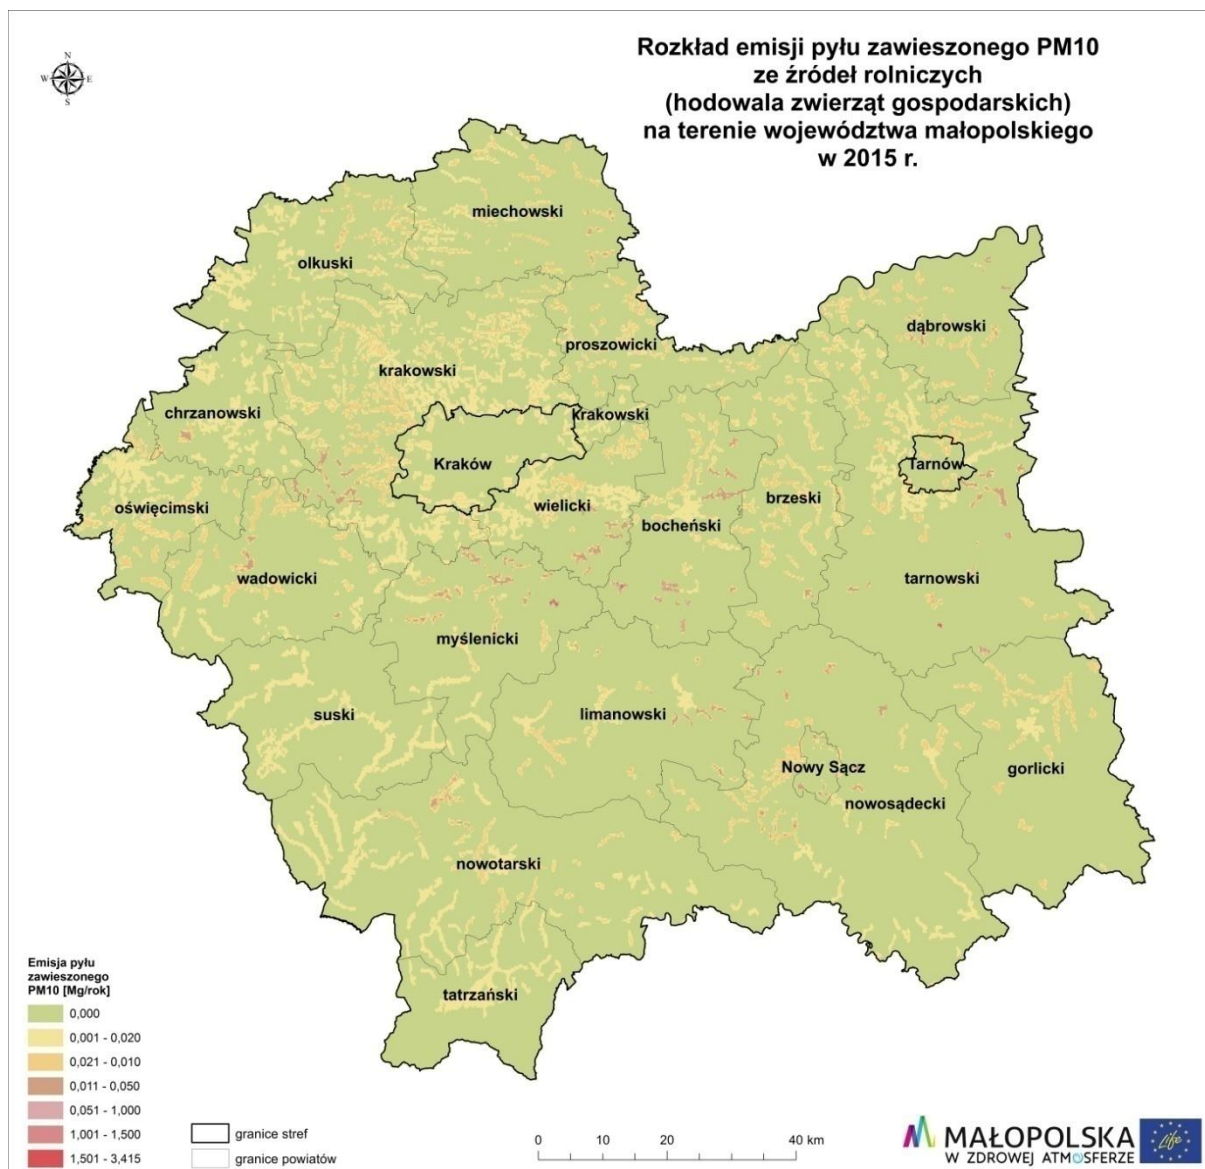 Rozkład emisji pyłu zawieszonego PM10
ze źródeł rolniczych
(hodowala zwierząt gospodarskich)
na terenie województwa małopolskiego
w 2015 r.
N
W E
S
miechowski
olkuski
dąbrowski
proszowicki
krakowski
chrzanowski
krakowski
Kraków
Tarnów
oświęcimski
wielicki
brzeski
bocheński
wadowicki
tarnowski
myślenicki
suski
limanowski
Nowy Sącz
gorlicki
nowosądecki
nowotarski
tatrzański
Emisja pyłu
zawieszonego
PM10 [Mg/rok]
0,000
0,001 - 0,020
0,021 - 0,010
0,011 - 0,050
0,051 - 1,000
1,001 - 1,500
1,501 - 3,415
granice stref
granice powiatów
0 10 20 40 km
MAŁOPOLSKA
W ZDROWEJ ATMOSFERZE
Life